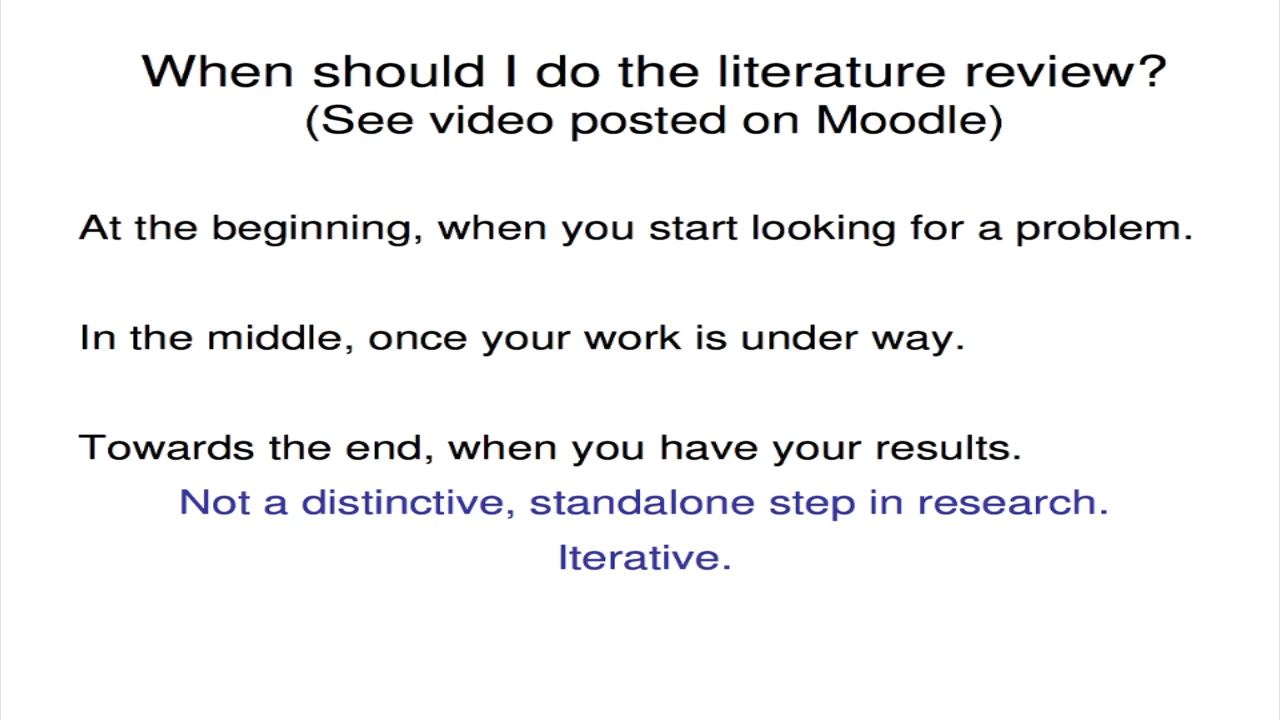 When should I do the literature review?
(See video posted on Moodle)
At the beginning, when you start looking for a problem.
In the middle, once your work is under way.
Towards the end, when you have your results.
Not a distinctive, standalone step in research.
Iterative.